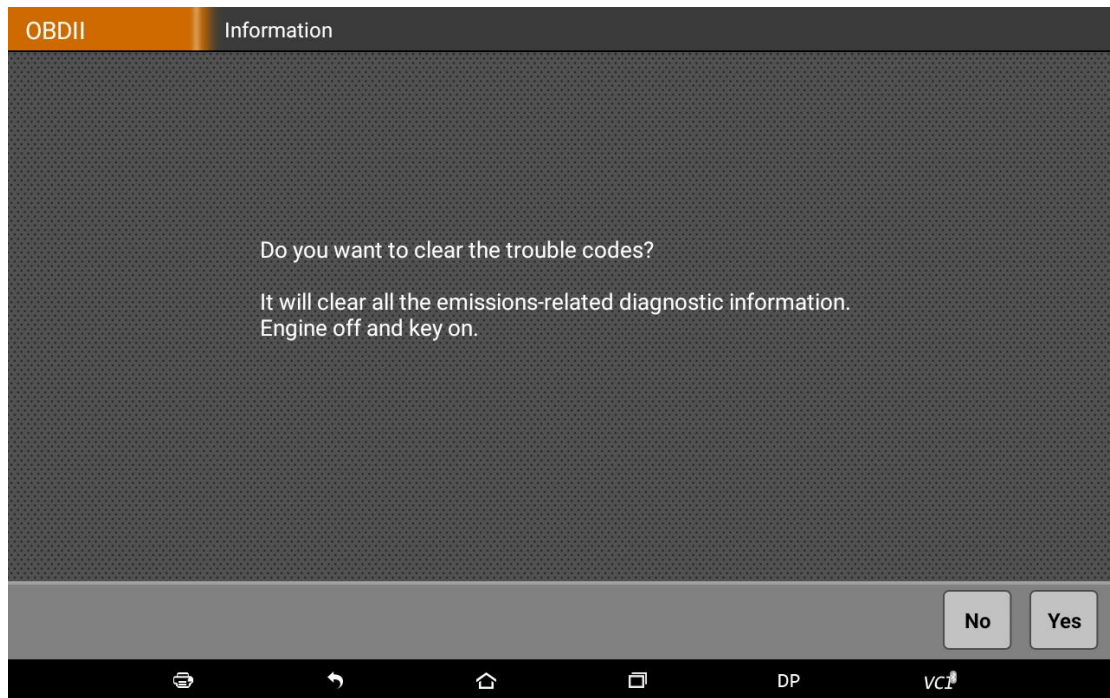 OBDII
Information
Do you want to clear the trouble codes?
It will clear all the emissions-related diagnostic information.
Engine off and key on.
No
Yes
DP
VCI